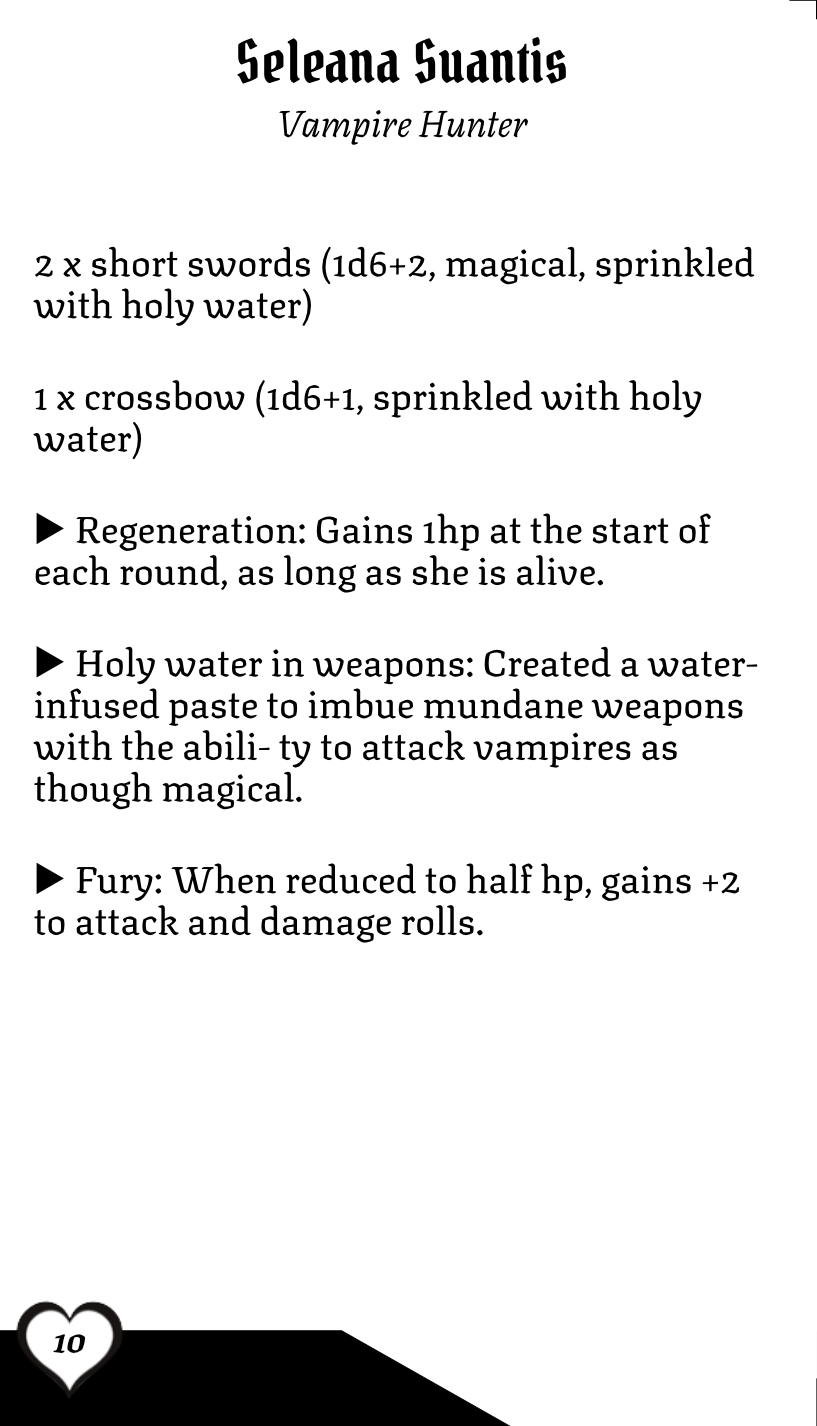 Seleana Suantis
Vampire Hunter
2 x short swords (1d6+2, magical, sprinkled
with holy water)
1 x crossbow (1d6+1, sprinkled with holy
water)
▶ Regeneration: Gains 1hp at the start of
each round, as long as she is alive.
▶ Holy water in weapons: Created a water-
infused paste to imbue mundane weapons
with the abili- ty to attack vampires as
though magical.
▶ Fury: When reduced to half hp, gains +2
to attack and damage rolls.
10